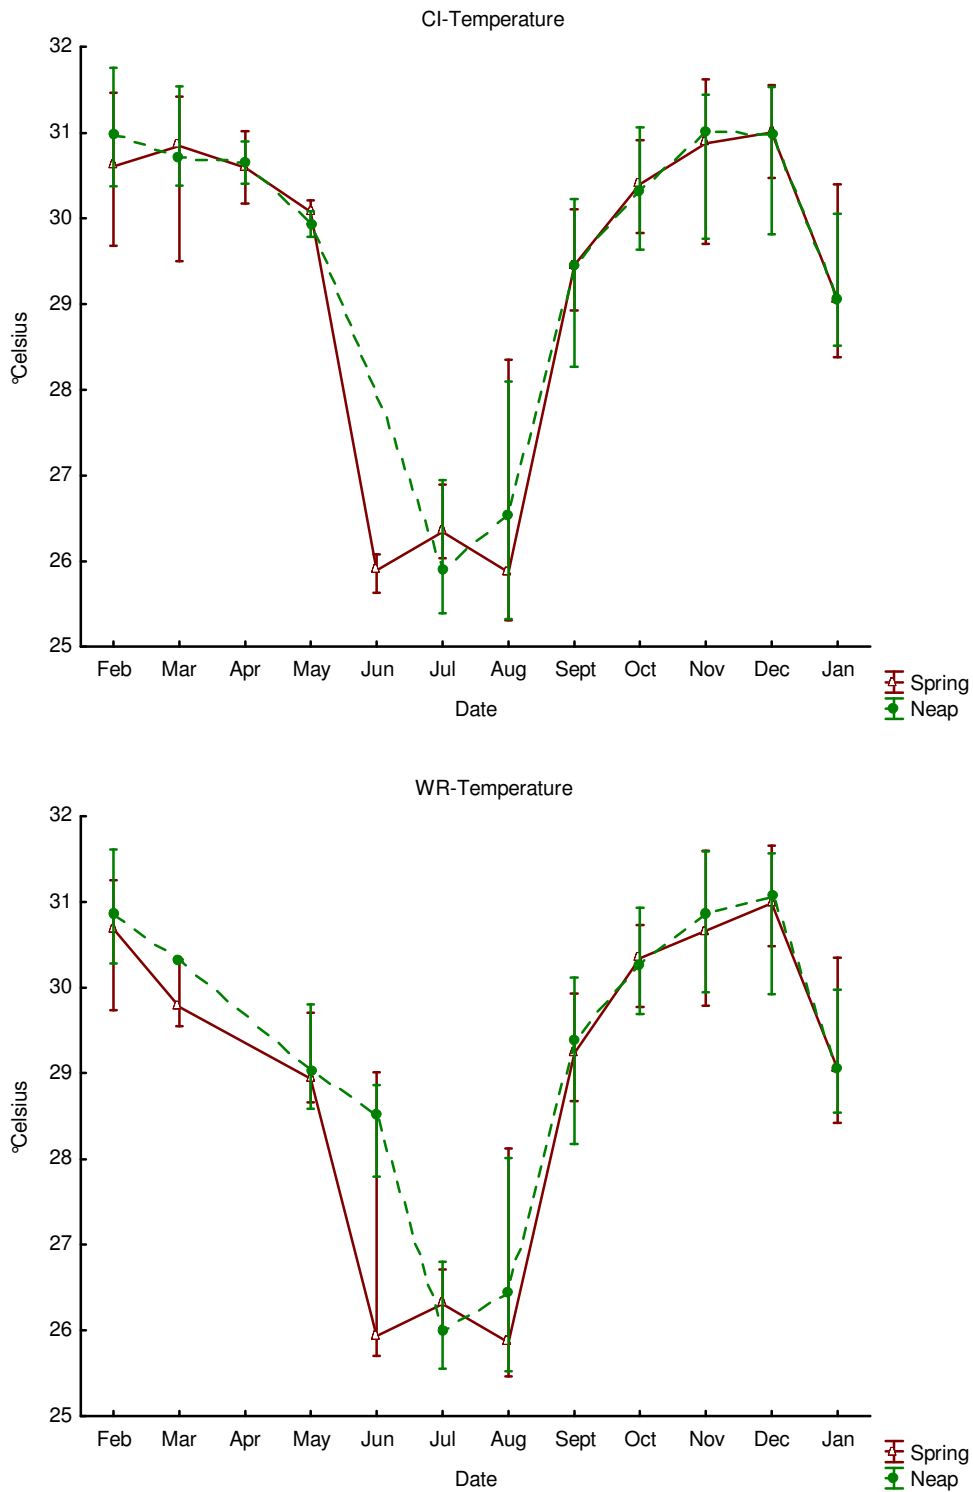 CI-Temperature
32
31
30
29
28
27
26
25
ºCelsius
Feb Mar Apr May Jun Jul Aug Sept Oct Nov Dec Jan
Date
Spring
Neap
WR-Temperature
32
31
30
29
28
27
26
25
ºCelsius
Feb Mar Apr May Jun Jul Aug Sept Oct Nov Dec Jan
Date
Spring
Neap